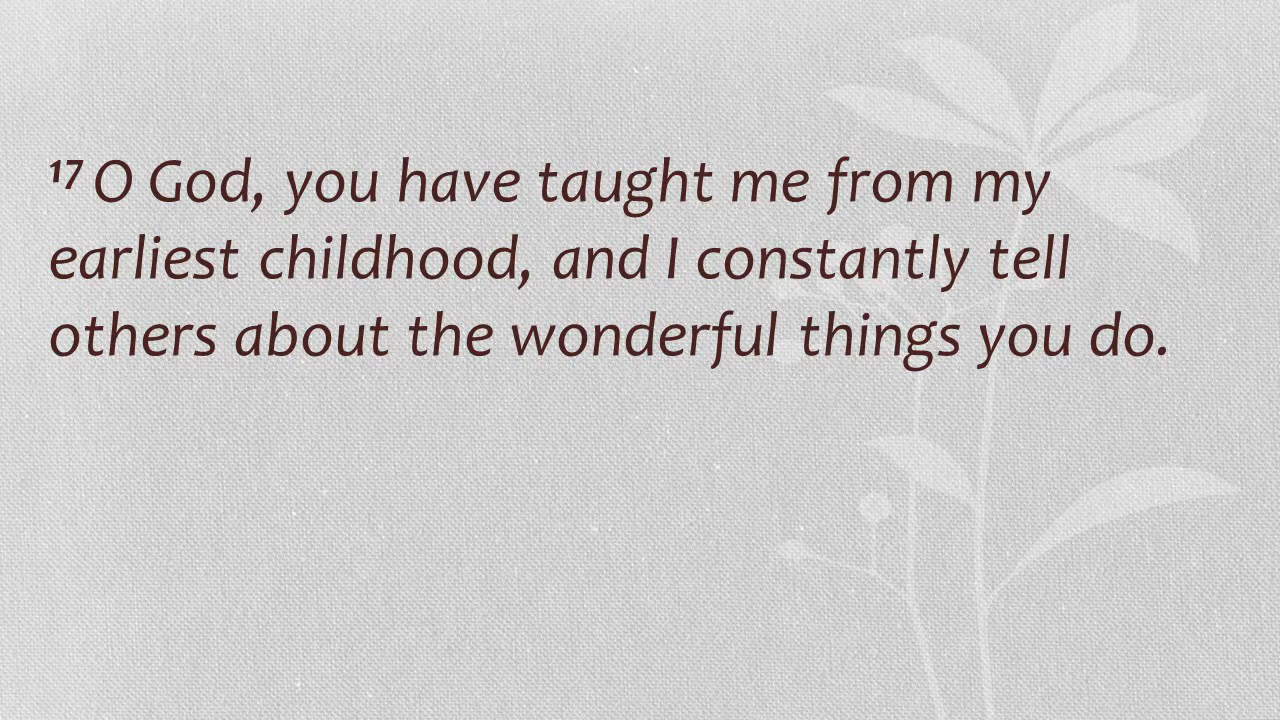 ¹⁷ O God, you have taught me from my
earliest childhood, and I constantly tell
others about the wonderful things you do.